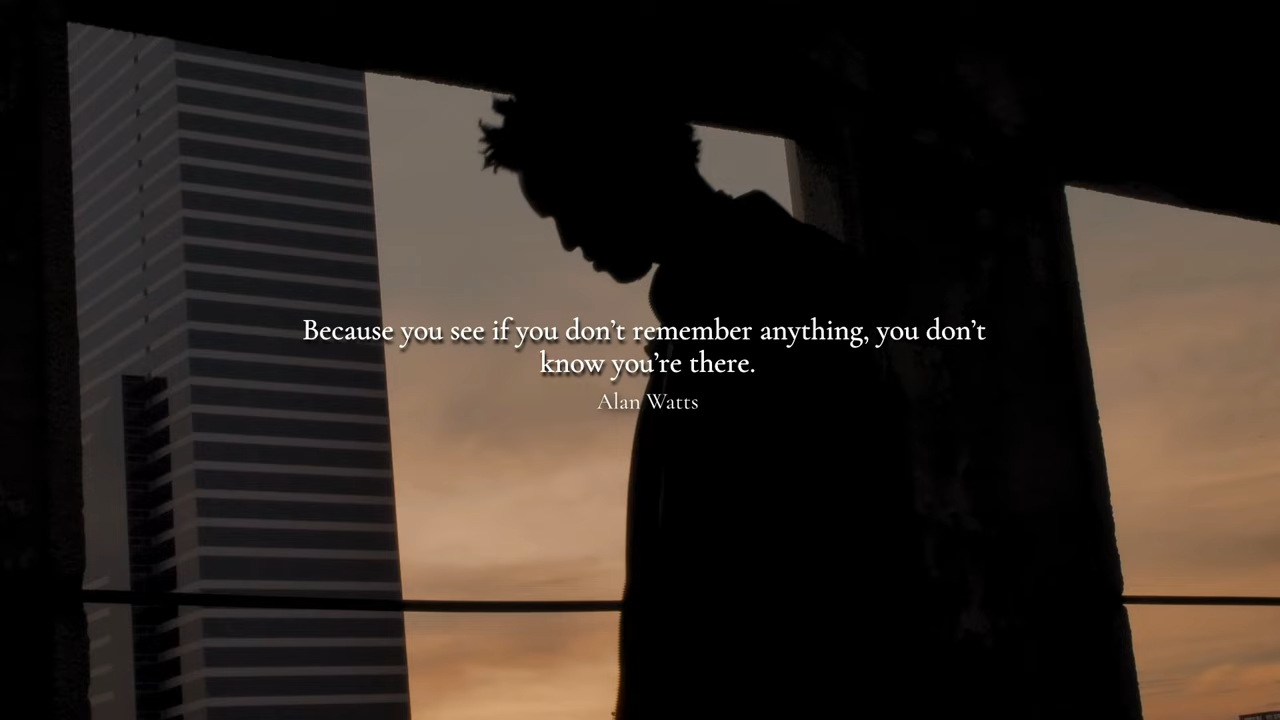 Because you see if you don’t remember anything, you don’t
know you’re there.
Alan Watts